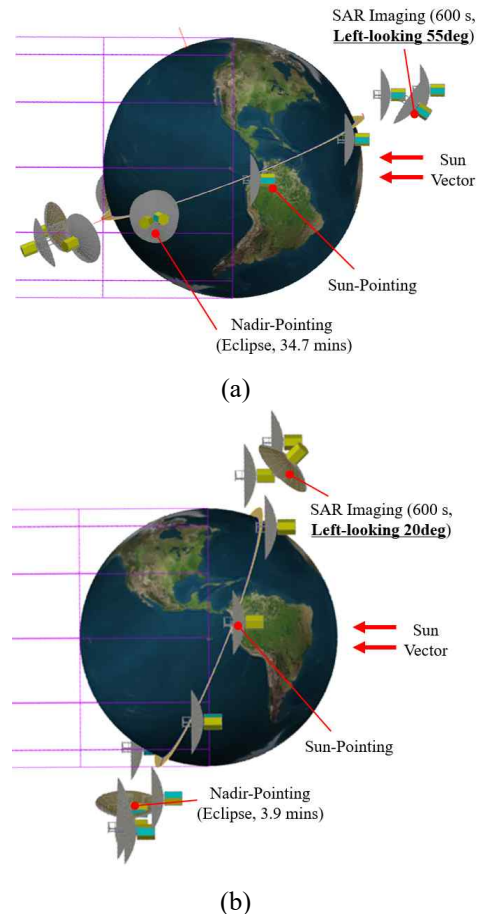 SAR Imaging (600 s,
Left-looking 55deg)
Sun
Vector
Sun-Pointing
Nadir-Pointing
(Eclipse, 34.7 mins)
(a)
SAR Imaging (600 s,
Left-looking 20deg)
Sun
Vector
Sun-Pointing
Nadir-Pointing
(Eclipse, 3.9 mins)
(b)